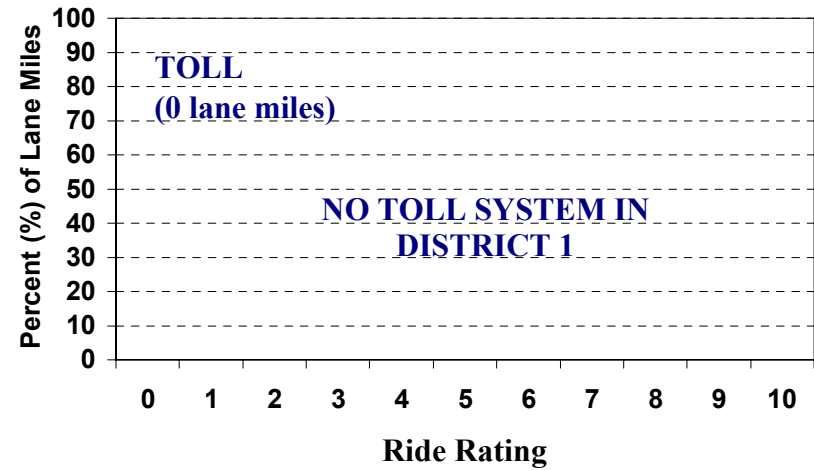 Percent (%) of Lane Miles
100
90
80
70
60
50
40
30
20
10
0
TOLL
(0 lane miles)
NO TOLL SYSTEM IN
DISTRICT 1
0 1 2 3 4 5 6 7 8 9 10
Ride Rating